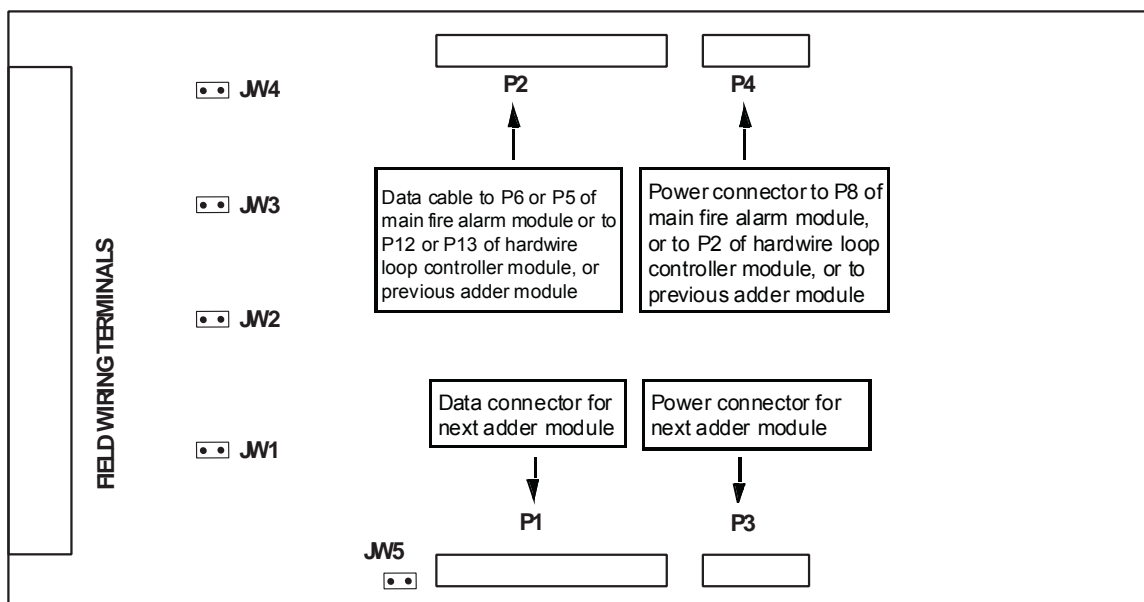 JW4
P2
P4
Data cable to P6 or P5 of
main fire alarm module or to
P12 or P13 of hardwire
loop controller module, or
previous adder module
Power connector to P8 of
main fire alarm module,
or to P2 of hardwire loop
controller module, or to
previous adder module
JW3
FIELD WIRING TERMINALS
JW2
Data connector for
next adder module
Power connector for
next adder module
JW1
P1
P3
JW5